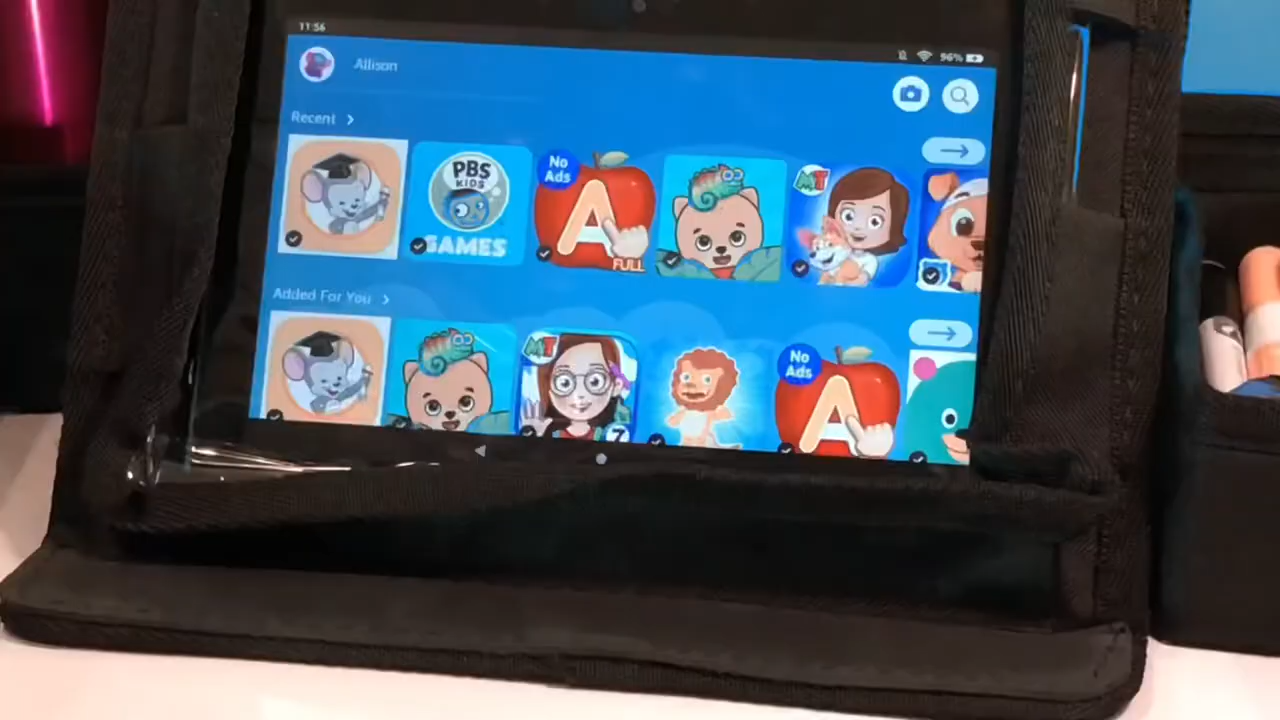 11:56
96%
Allison
Recent >
PBS
KIDS
GAMES
No
Ads
A
FULL
MT
Added For You >
MT
7
No
Ads
A